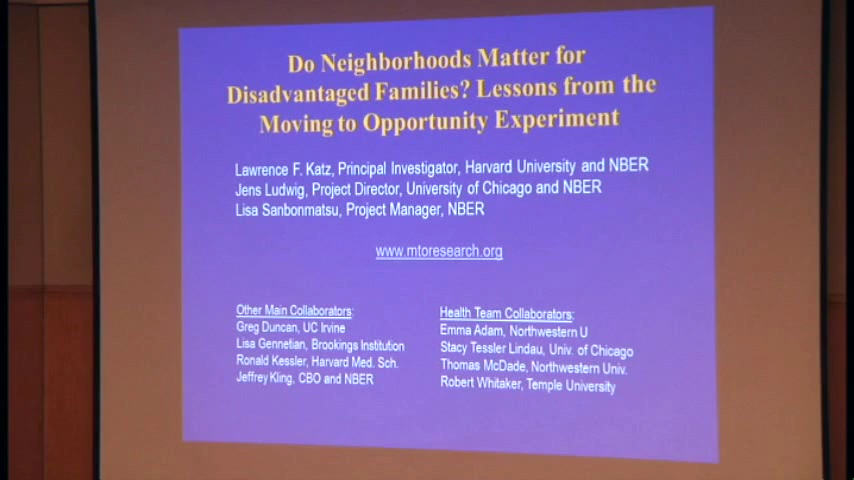 Do Neighborhoods Matter for
Disadvantaged Families? Lessons from the
Moving to Opportunity Experiment
Lawrence F. Katz, Principal Investigator, Harvard University and NBER
Jens Ludwig, Project Director, University of Chicago and NBER
Lisa Sanbonmatsu, Project Manager, NBER
www.mtoresearch.org
Other Main Collaborators:
Greg Duncan, UC Irvine
Lisa Gennetian, Brookings Institution
Ronald Kessler, Harvard Med. Sch.
Jeffrey Kling, CBO and NBER
Health Team Collaborators:
Emma Adam, Northwestern U
Stacy Tessler Lindau, Univ. of Chicago
Thomas McDade, Northwestern Univ.
Robert Whitaker, Temple University